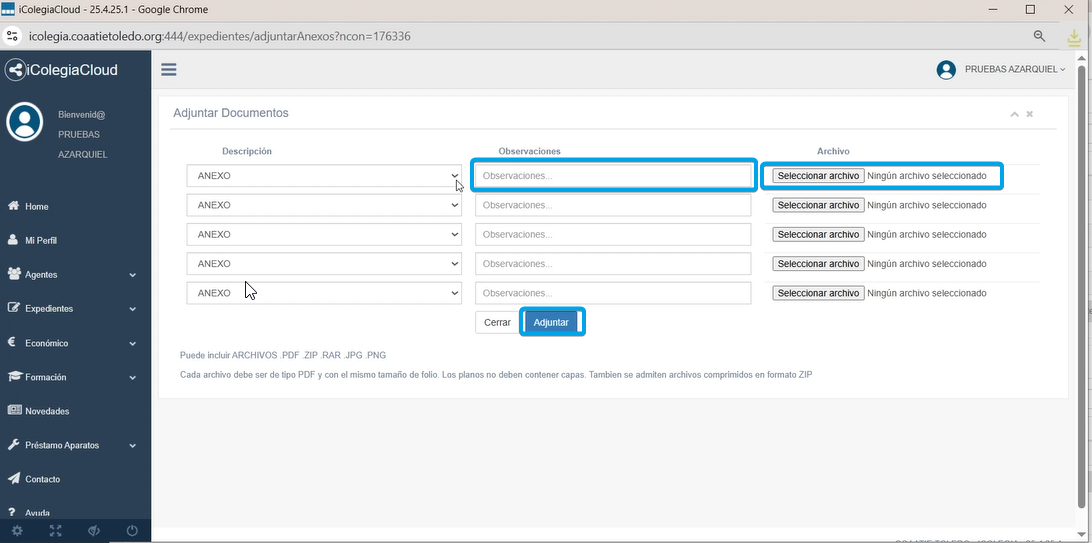 iColegiaCloud - 25.4.25.1 - Google Chrome
icolegia.coaatietoledo.org:444/expedientes/adjuntarAnexos?ncon=176336
iColegiaCloud
PRUEBAS AZARQUIEL
Bienvenid@
PRUEBAS
AZARQUIEL
Home
Mi Perfil
Agentes
Expedientes
Económico
Formación
Novedades
Préstamo Aparatos
Contacto
Ayuda
Adjuntar Documentos
Descripción Observaciones Archivo
ANEXO Observaciones... Seleccionar archivo Ningún archivo seleccionado
ANEXO Observaciones... Seleccionar archivo Ningún archivo seleccionado
ANEXO Observaciones... Seleccionar archivo Ningún archivo seleccionado
ANEXO Observaciones... Seleccionar archivo Ningún archivo seleccionado
ANEXO Observaciones... Seleccionar archivo Ningún archivo seleccionado
Cerrar Adjuntar
Puede incluir ARCHIVOS .PDF .ZIP .RAR .JPG .PNG
Cada archivo debe ser de tipo PDF y con el mismo tamaño de folio. Los planos no deben contener capas. Tambien se admiten archivos comprimidos en formato ZIP